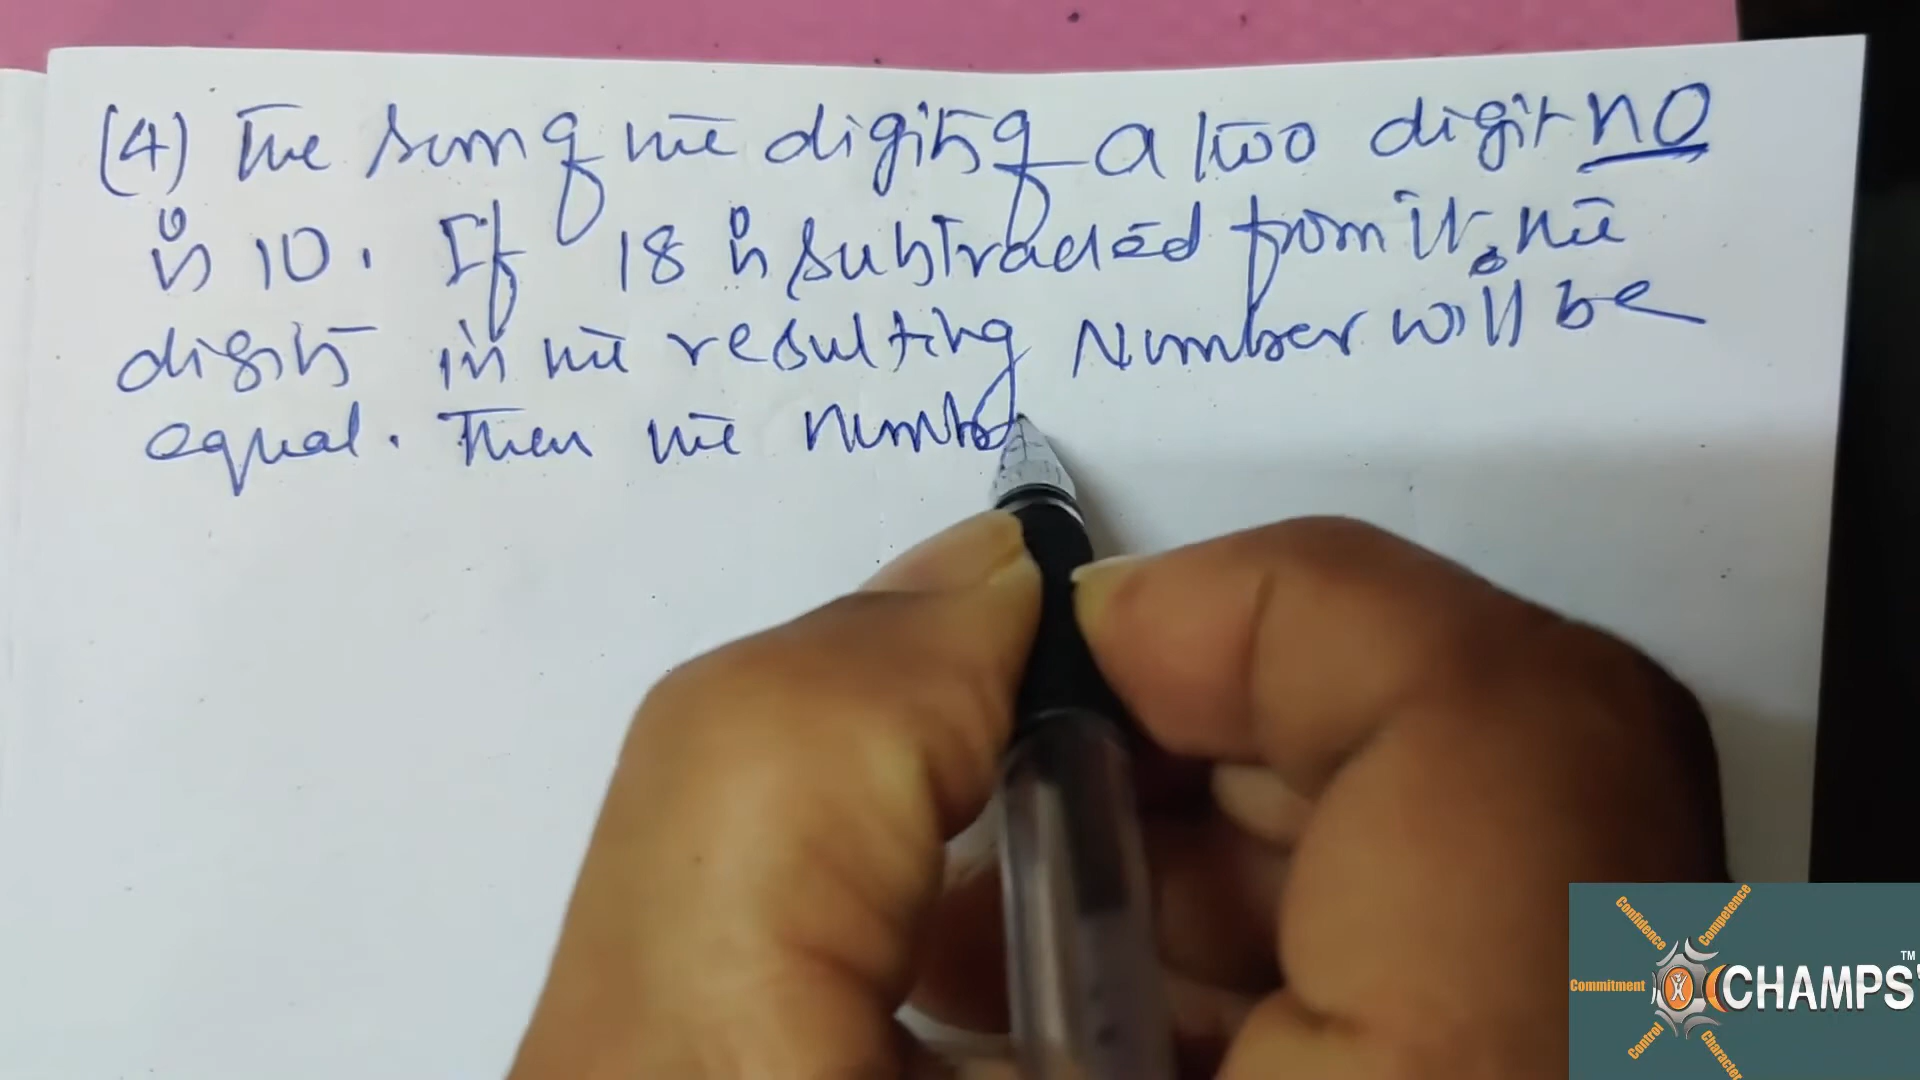 (4) The sum of the digits of a two digit no
is 10. If 18 is subtracted from it, the
digits in the resulting Number will be
equal. Then the numbe
Confidence
Competence
Commitment
CHAMPS
TM
Control
Character